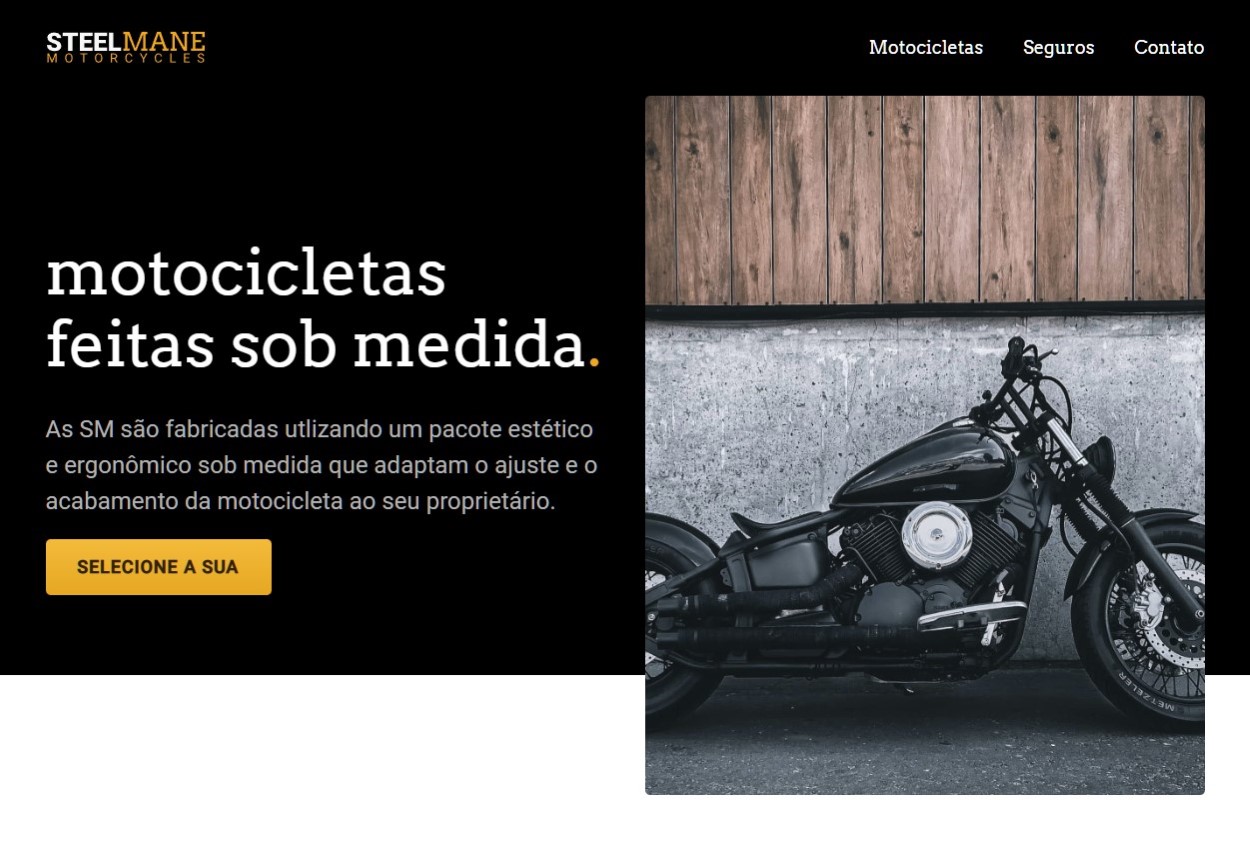 STEELMANE
MOTORCYCLES
Motocicletas Seguros Contato
motocicletas
feitas sob medida.
As SM são fabricadas utlizando um pacote estético
e ergonômico sob medida que adaptam o ajuste e o
acabamento da motocicleta ao seu proprietário.
SELECIONE A SUA
METZELER